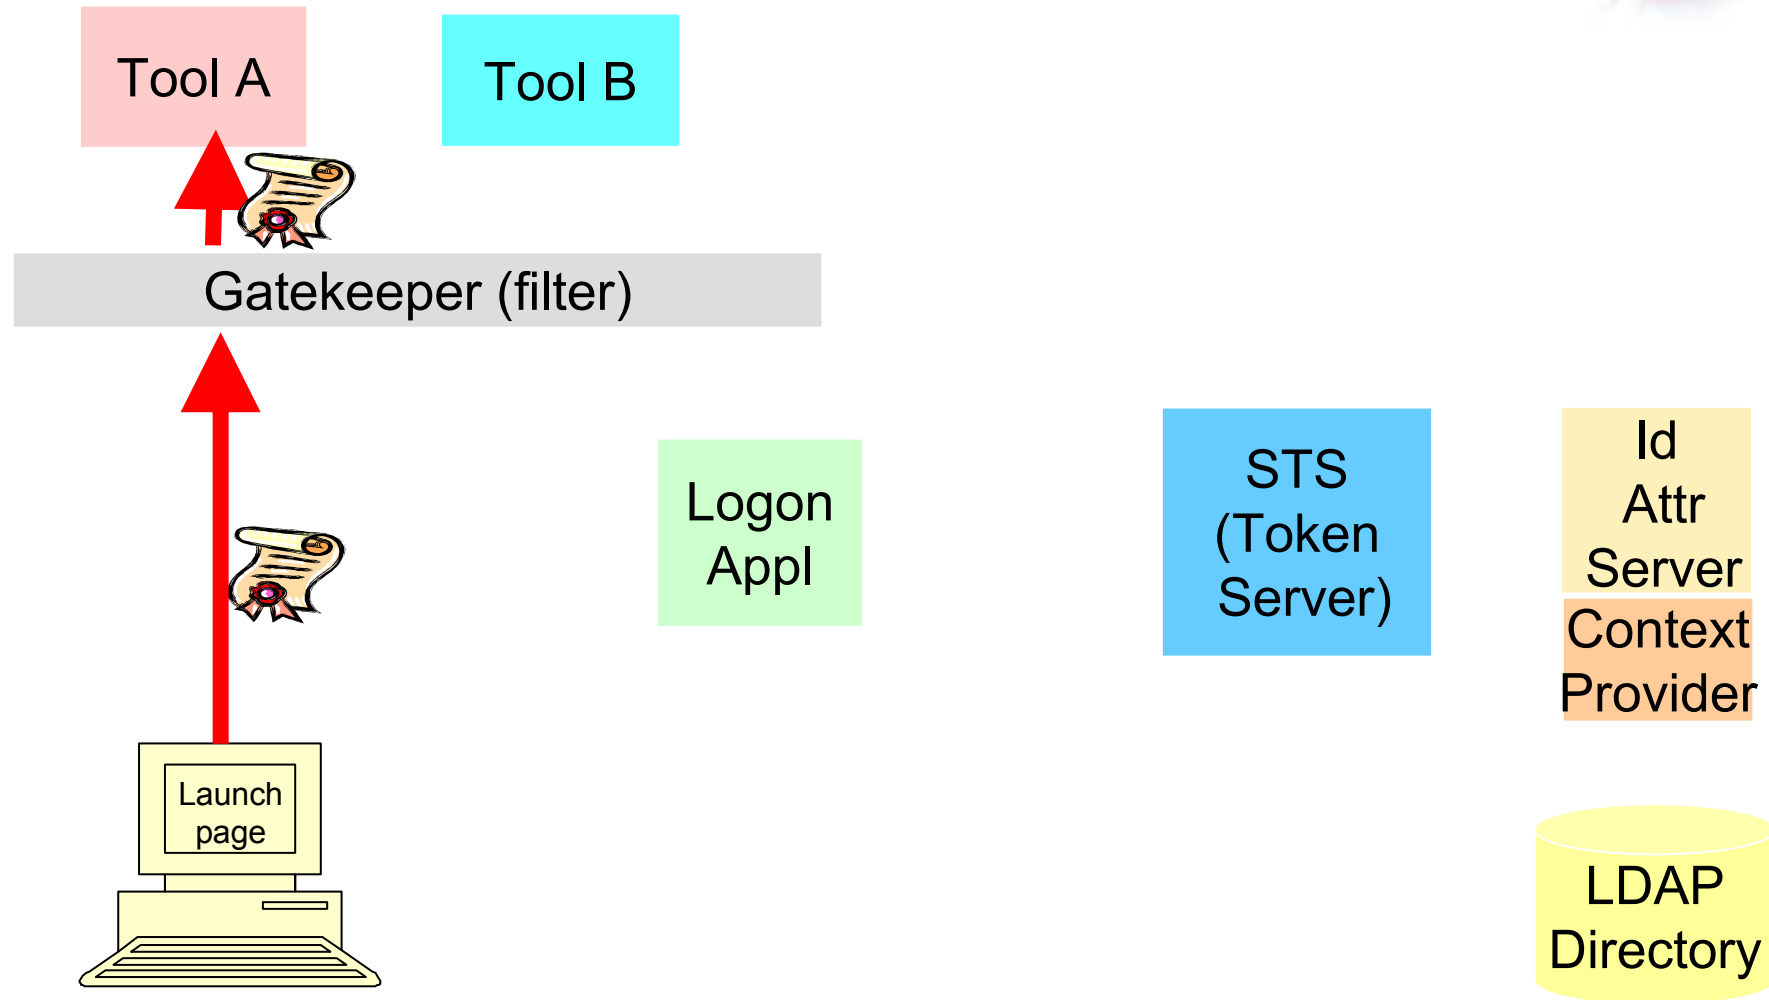 Tool A
Tool B
Gatekeeper (filter)
Logon
Appl
STS
(Token
Server)
Id
Attr
Server
Context
Provider
Launch
page
LDAP
Directory